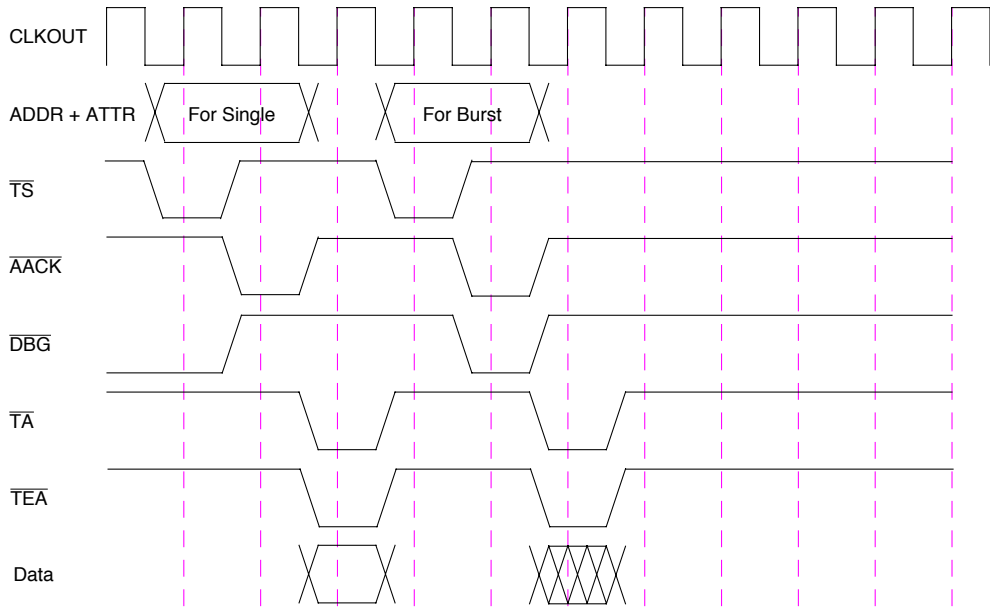 CLKOUT
ADDR + ATTR For Single For Burst
TS
AACK
DBG
TA
TEA
Data